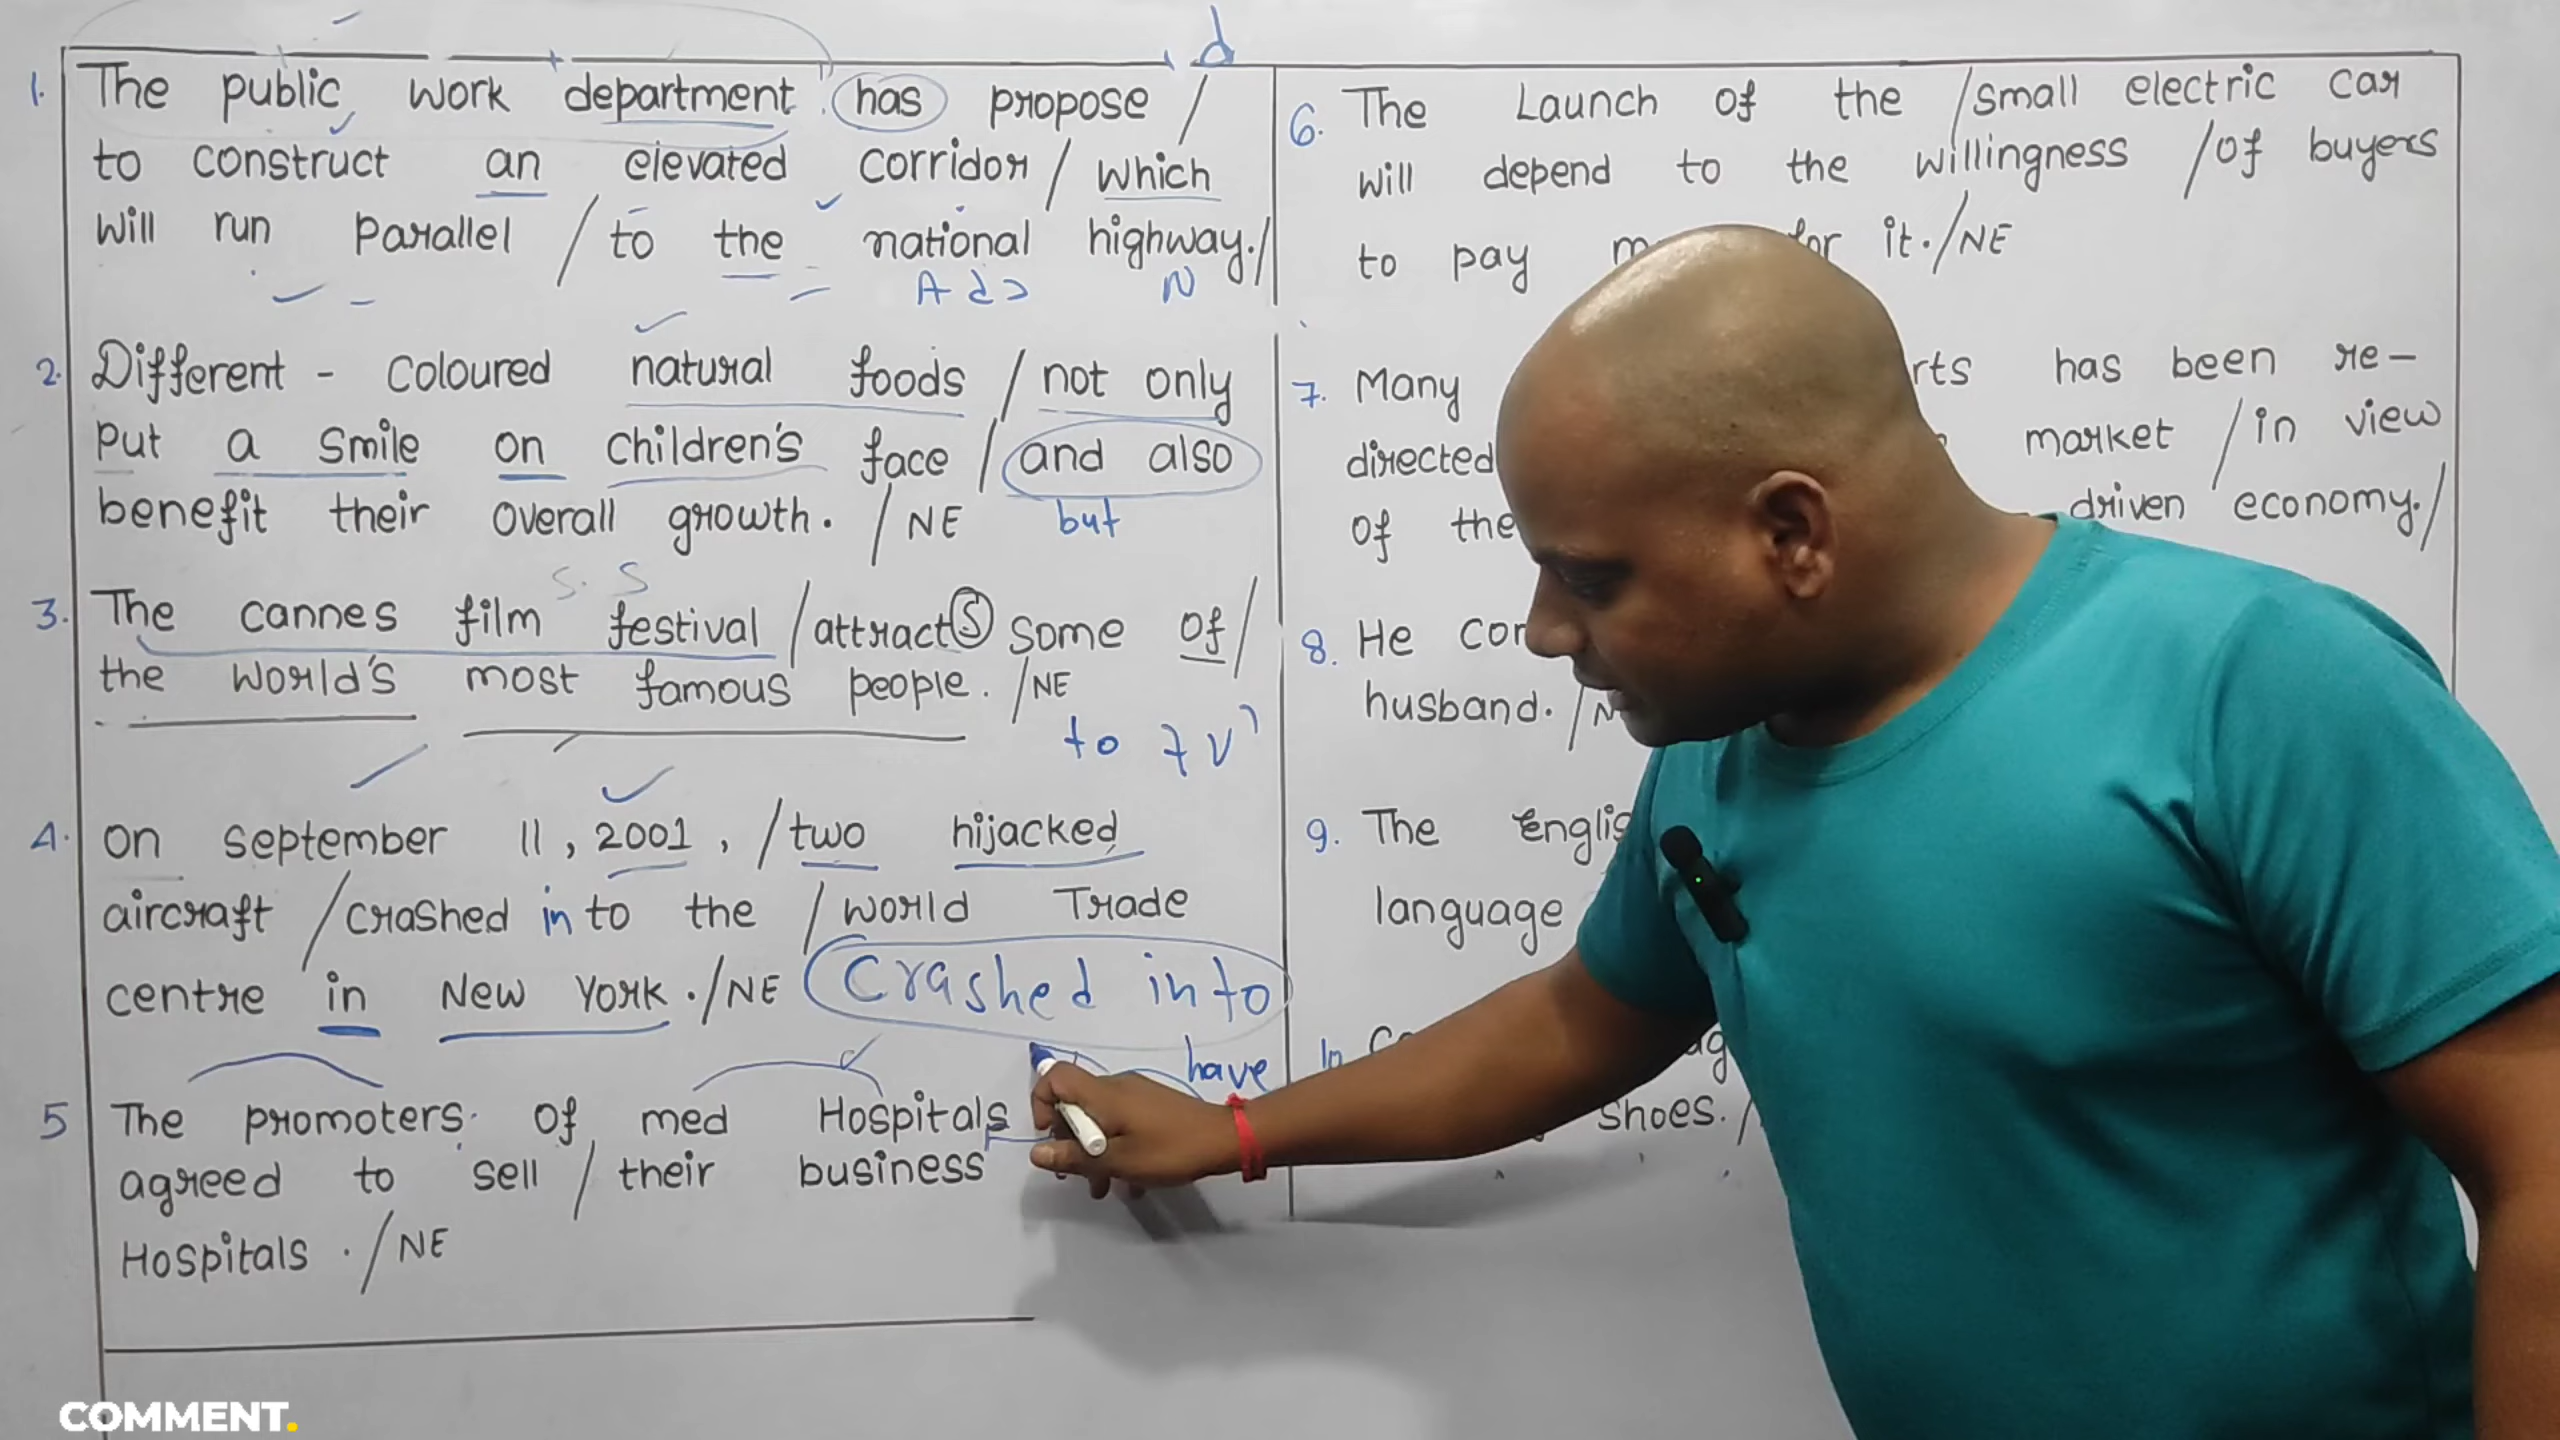 d
1. The public work department has propose /
to construct an elevated corridor / which
will run parallel / to the national highway./
Adj N
2. Different - coloured natural foods / not only
put a smile on children's face / and also
benefit their overall growth. / NE but
S. S
3. The cannes film festival / attracts some of /
the world's most famous people. / NE
to + V1
4. on september 11, 2001, / two hijacked
aircraft / crashed into the / world Trade
centre in New York. / NE Crashed into
have
5 The promoters of med Hospitals
agreed to sell / their business
Hospitals. / NE
6. The Launch of the / small electric car
will depend to the willingness / of buyers
to pay for it. / NE
7. Many has been re-
directed market / in view
of the driven economy. /
8. He
husband. /
9. The
language
10.
shoes. /
COMMENT.